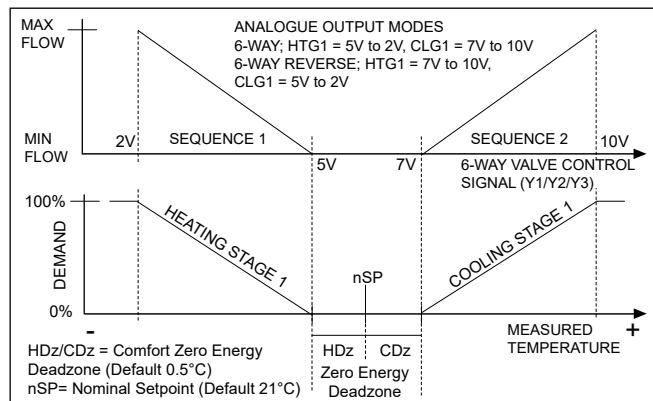 MAX
FLOW
ANALOGUE OUTPUT MODES
6-WAY; HTG1 = 5V to 2V, CLG1 = 7V to 10V
6-WAY REVERSE; HTG1 = 7V to 10V,
CLG1 = 5V to 2V
MIN
FLOW
2V
SEQUENCE 1
5V
7V
SEQUENCE 2
10V
6-WAY VALVE CONTROL
SIGNAL (Y1/Y2/Y3)
100%
DEMAND
0%
HEATING STAGE 1
nSP
COOLING STAGE 1
-
HDz
CDz
Zero Energy
Deadzone
MEASURED
TEMPERATURE
+
HDz/CDz = Comfort Zero Energy
Deadzone (Default 0.5°C)
nSP= Nominal Setpoint (Default 21°C)